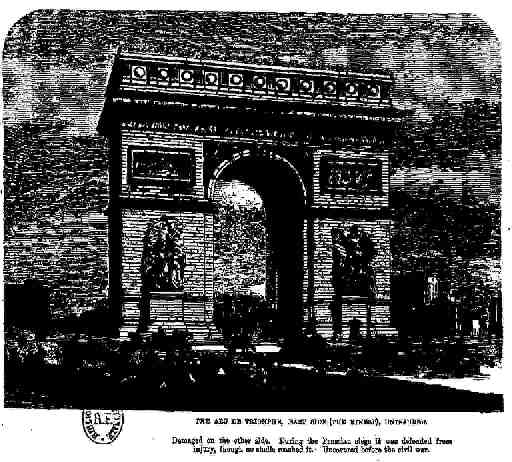 THE ARC DE TRIOMPHE, EAST SIDE (THE FINEST), UNINJURED.
Damaged on the other side. During the Prussian siege it was defended from
injury, though no shells reached it. Uncovered before the civil war.